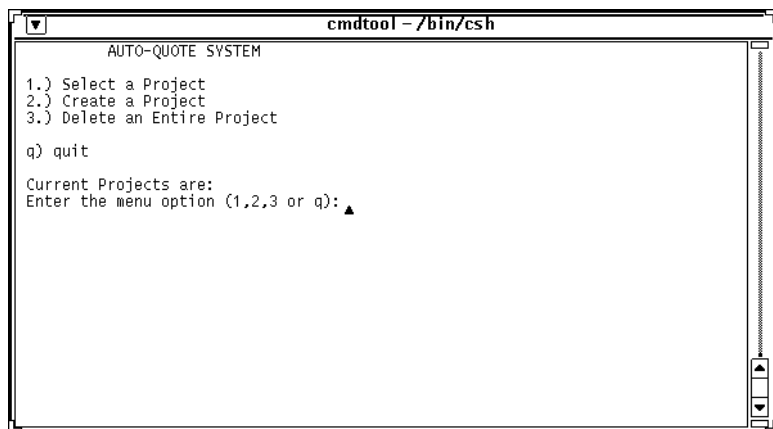 cmdtool – /bin/csh
AUTO-QUOTE SYSTEM
1.) Select a Project
2.) Create a Project
3.) Delete an Entire Project
q) quit
Current Projects are:
Enter the menu option (1,2,3 or q):